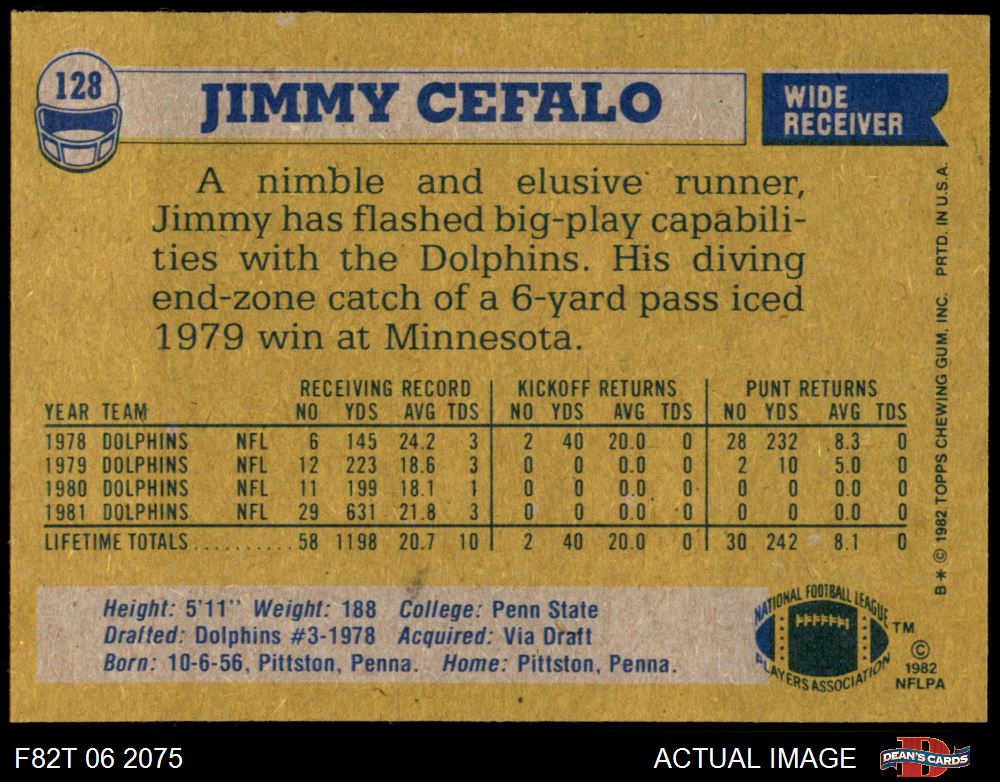 128
JIMMY CEFALO
WIDE
RECEIVER
A nimble and elusive runner,
Jimmy has flashed big-play capabili-
ties with the Dolphins. His diving
end-zone catch of a 6-yard pass iced
1979 win at Minnesota.
RECEIVING RECORD KICKOFF RETURNS PUNT RETURNS
YEAR TEAM NO YDS AVG TDS NO YDS AVG TDS NO YDS AVG TDS
1978 DOLPHINS NFL 6 145 24.2 3 2 40 20.0 0 28 232 8.3 0
1979 DOLPHINS NFL 12 223 18.6 3 0 0 0.0 0 2 10 5.0 0
1980 DOLPHINS NFL 11 199 18.1 1 0 0 0.0 0 0 0 0.0 0
1981 DOLPHINS NFL 29 631 21.8 3 0 0 0.0 0 0 0 0.0 0
LIFETIME TOTALS.......... 58 1198 20.7 10 2 40 20.0 0 30 242 8.1 0
Height: 5'11" Weight: 188 College: Penn State
Drafted: Dolphins #3-1978 Acquired: Via Draft
Born: 10-6-56, Pittston, Penna. Home: Pittston, Penna.
NATIONAL FOOTBALL LEAGUE
PLAYERS ASSOCIATION
TM
©
1982
NFLPA
B* © 1982 TOPPS CHEWING GUM, INC. PRTD. IN U.S.A.
F82T 06 2075
ACTUAL IMAGE
D
DEAN'S CARDS